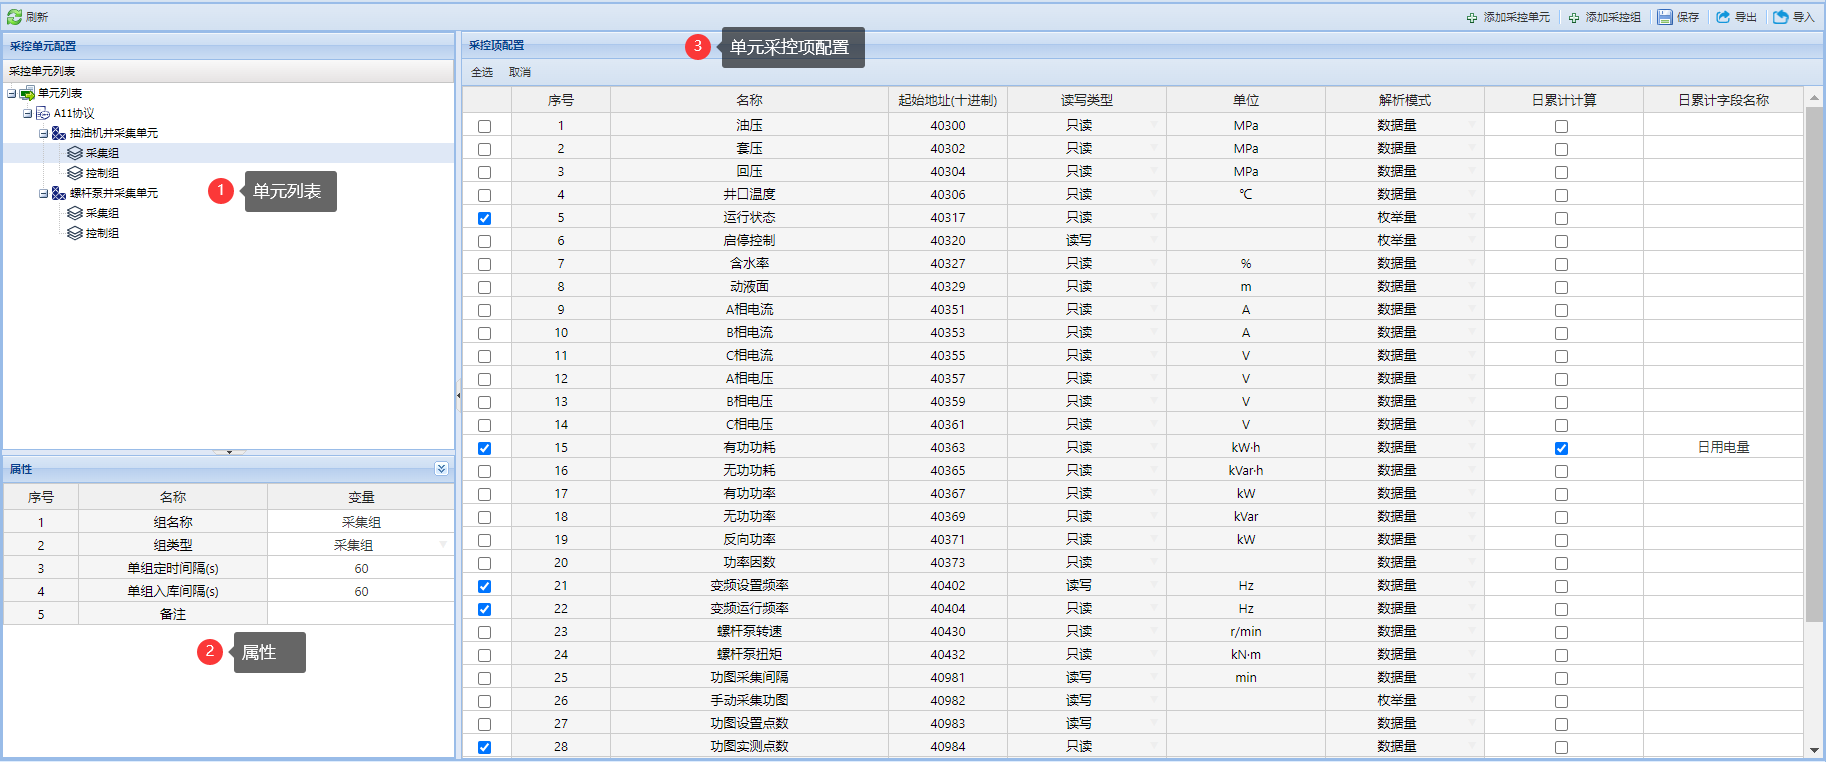 刷新 添加采控单元 添加采控组 保存 导出 导入
采控单元配置
采控单元列表
单元列表
A11协议
抽油机井采集单元
采集组
控制组
螺杆泵井采集单元
采集组
控制组
1 单元列表
属性
序号 名称 变量
1 组名称 采集组
2 组类型 采集组
3 单组定时间隔(s) 60
4 单组入库间隔(s) 60
5 备注
2 属性
采控项配置
3 单元采控项配置
全选 取消
序号 名称 起始地址(十进制) 读写类型 单位 解析模式 日累计计算 日累计字段名称
1 油压 40300 只读 MPa 数据量
2 套压 40302 只读 MPa 数据量
3 回压 40304 只读 MPa 数据量
4 井口温度 40306 只读 ℃ 数据量
5 运行状态 40317 只读 枚举量
6 启停控制 40320 读写 枚举量
7 含水率 40327 只读 % 数据量
8 动液面 40329 只读 m 数据量
9 A相电流 40351 只读 A 数据量
10 B相电流 40353 只读 A 数据量
11 C相电流 40355 只读 V 数据量
12 A相电压 40357 只读 V 数据量
13 B相电压 40359 只读 V 数据量
14 C相电压 40361 只读 V 数据量
15 有功功耗 40363 只读 kW·h 数据量 日用电量
16 无功功耗 40365 只读 kVar·h 数据量
17 有功功率 40367 只读 kW 数据量
18 无功功率 40369 只读 kVar 数据量
19 反向功率 40371 只读 kW 数据量
20 功率因数 40373 只读 数据量
21 变频设置频率 40402 读写 Hz 数据量
22 变频运行频率 40404 只读 Hz 数据量
23 螺杆泵转速 40430 只读 r/min 数据量
24 螺杆泵扭矩 40432 只读 kN·m 数据量
25 功图采集间隔 40981 读写 min 数据量
26 手动采集功图 40982 读写 枚举量
27 功图设置点数 40983 读写 数据量
28 功图实测点数 40984 只读 数据量